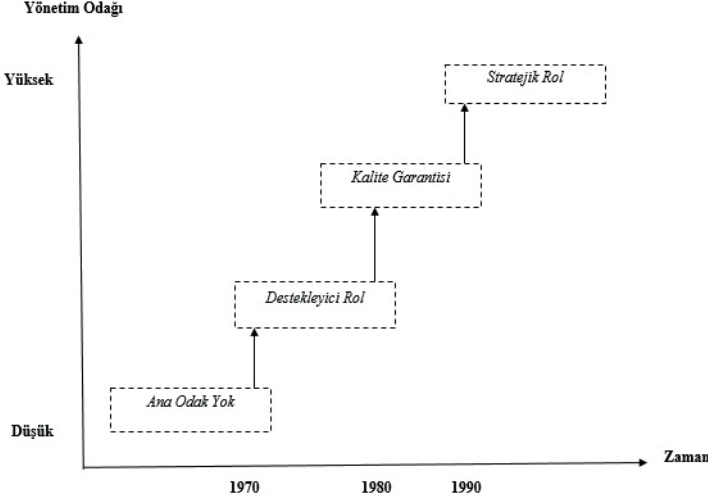 Yönetim Odağı
Yüksek
Stratejik Rol
Kalite Garantisi
Destekleyici Rol
Ana Odak Yok
Düşük
Zaman
1970
1980
1990